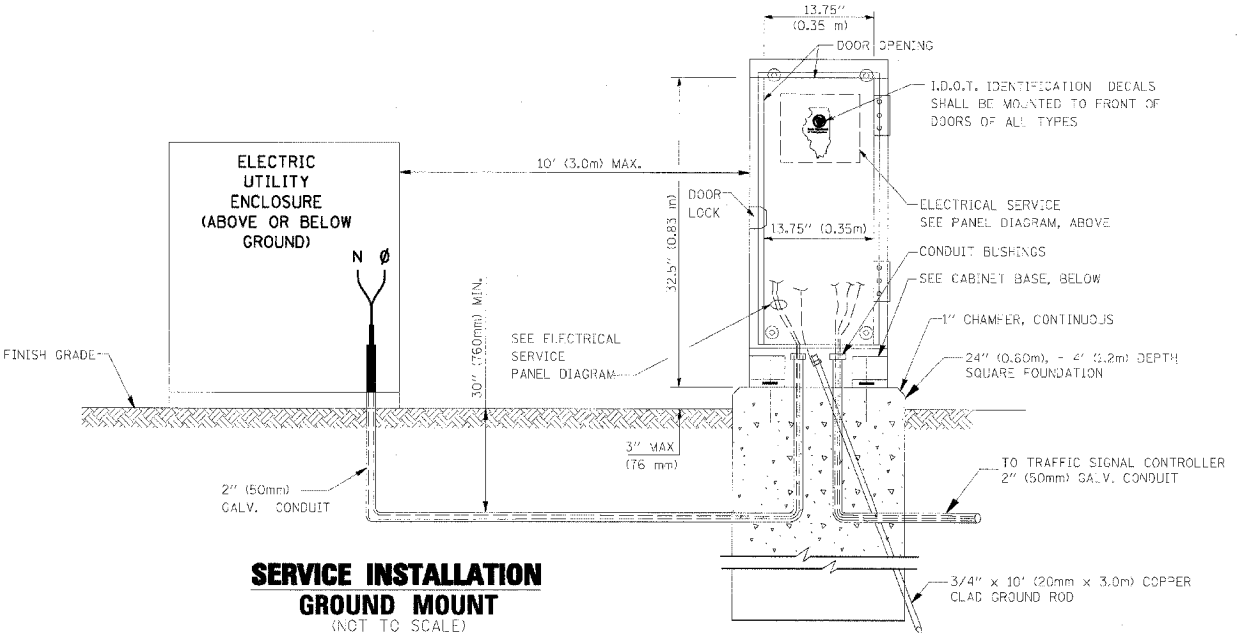 13.75"
(0.35 m)
DOOR OPENING
I.D.O.T. IDENTIFICATION DECALS
SHALL BE MOUNTED TO FRONT OF
DOORS OF ALL TYPES
ELECTRIC
UTILITY
ENCLOSURE
(ABOVE OR BELOW
GROUND)
N Ø
10' (3.0m) MAX.
DOOR
LOCK
32.5" (0.83 m)
13.75" (0.35m)
ELECTRICAL SERVICE
SEE PANEL DIAGRAM, ABOVE
CONDUIT BUSHINGS
SEE CABINET BASE, BELOW
1" CHAMFER, CONTINUOUS
24" (0.60m), - 4' (1.2m) DEPTH
SQUARE FOUNDATION
FINISH GRADE
30" (760mm) MIN.
SEE ELECTRICAL
SERVICE
PANEL DIAGRAM
3" MAX
(76 mm)
2" (50mm)
GALV. CONDUIT
TO TRAFFIC SIGNAL CONTROLLER
2" (50mm) GALV. CONDUIT
3/4" x 10' (20mm x 3.0m) COPPER
CLAD GROUND ROD
SERVICE INSTALLATION
GROUND MOUNT
(NOT TO SCALE)